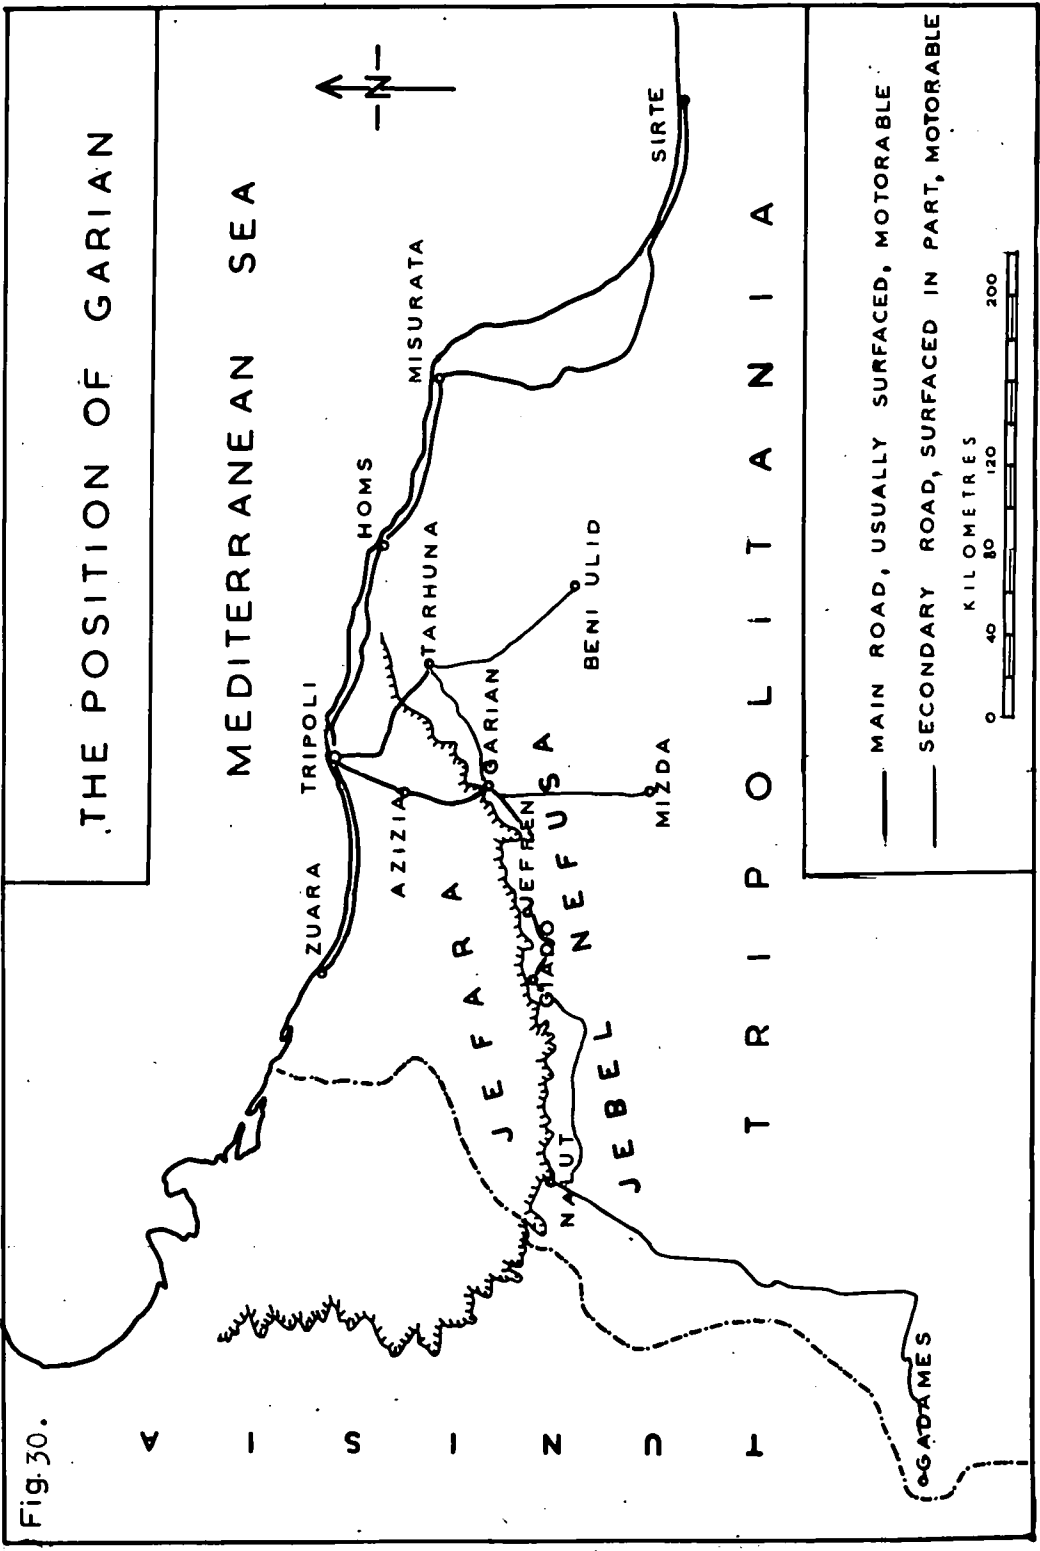 Fig. 30.
THE POSITION OF GARIAN
MEDITERRANEAN SEA
—N—
ZUARA
TRIPOLI
HOMS
MISURATA
SIRTE
AZIZIA
TARHUNA
GARIAN
BENI ULID
JEFARA
JEFREN
GIADO
NALUT
MIZDA
JEBEL NEFUSA
TUNISIA
TRIPOLITANIA
GADAMES
MAIN ROAD, USUALLY SURFACED, MOTORABLE
SECONDARY ROAD, SURFACED IN PART, MOTORABLE
KILOMETRES
0 40 80 120 200